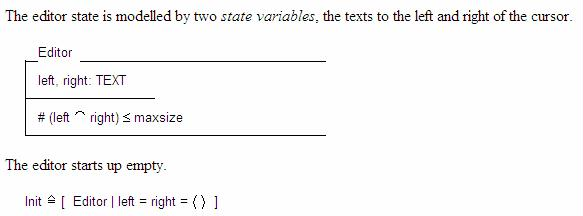 The editor state is modelled by two state variables, the texts to the left and right of the cursor.
Editor
left, right: TEXT
# (left ⌢ right) ≤ maxsize
The editor starts up empty.
Init ≙ [ Editor | left = right = ⟨⟩ ]